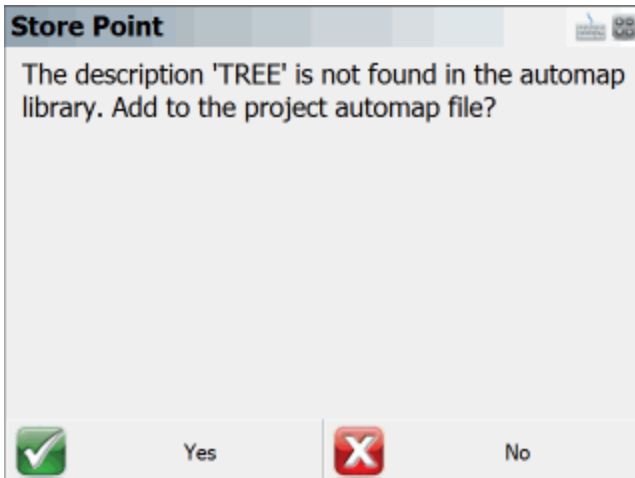 Store Point
The description 'TREE' is not found in the automap
library. Add to the project automap file?
Yes
No